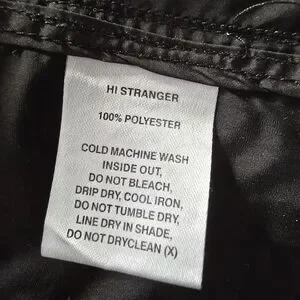 HI STRANGER
100% POLYESTER
COLD MACHINE WASH
INSIDE OUT,
DO NOT BLEACH,
DRIP DRY, COOL IRON,
DO NOT TUMBLE DRY,
LINE DRY IN SHADE,
DO NOT DRYCLEAN (X)